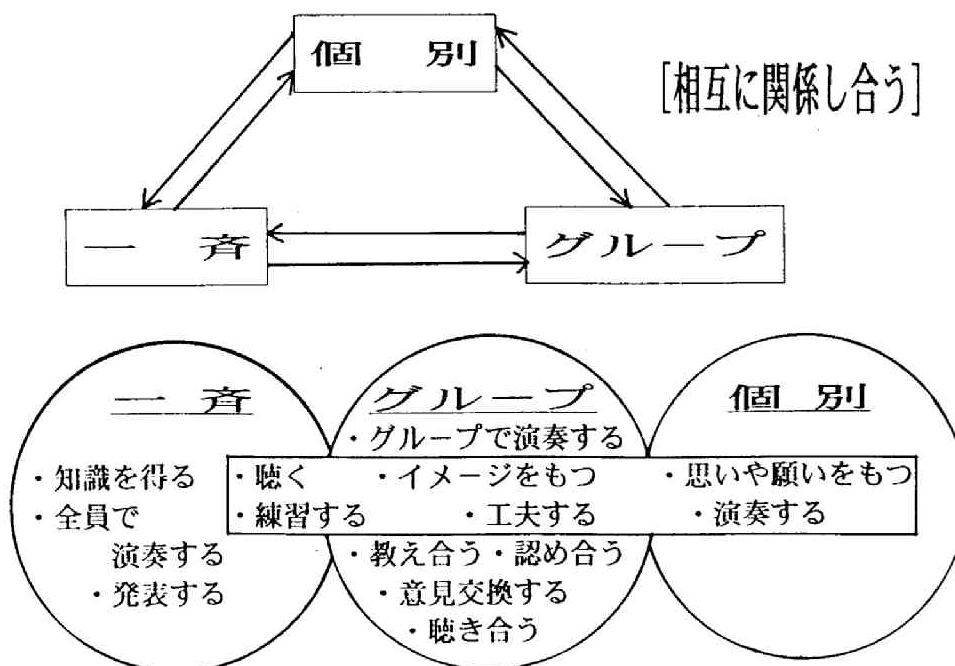 個 別
[相互に関係し合う]
一 斉
グループ
一 斉
・知識を得る
・全員で
演奏する
・発表する
・聴く
・練習する
グループ
・グループで演奏する
・イメージをもつ
・工夫する
・教え合う・認め合う
・意見交換する
・聴き合う
個 別
・思いや願いをもつ
・演奏する